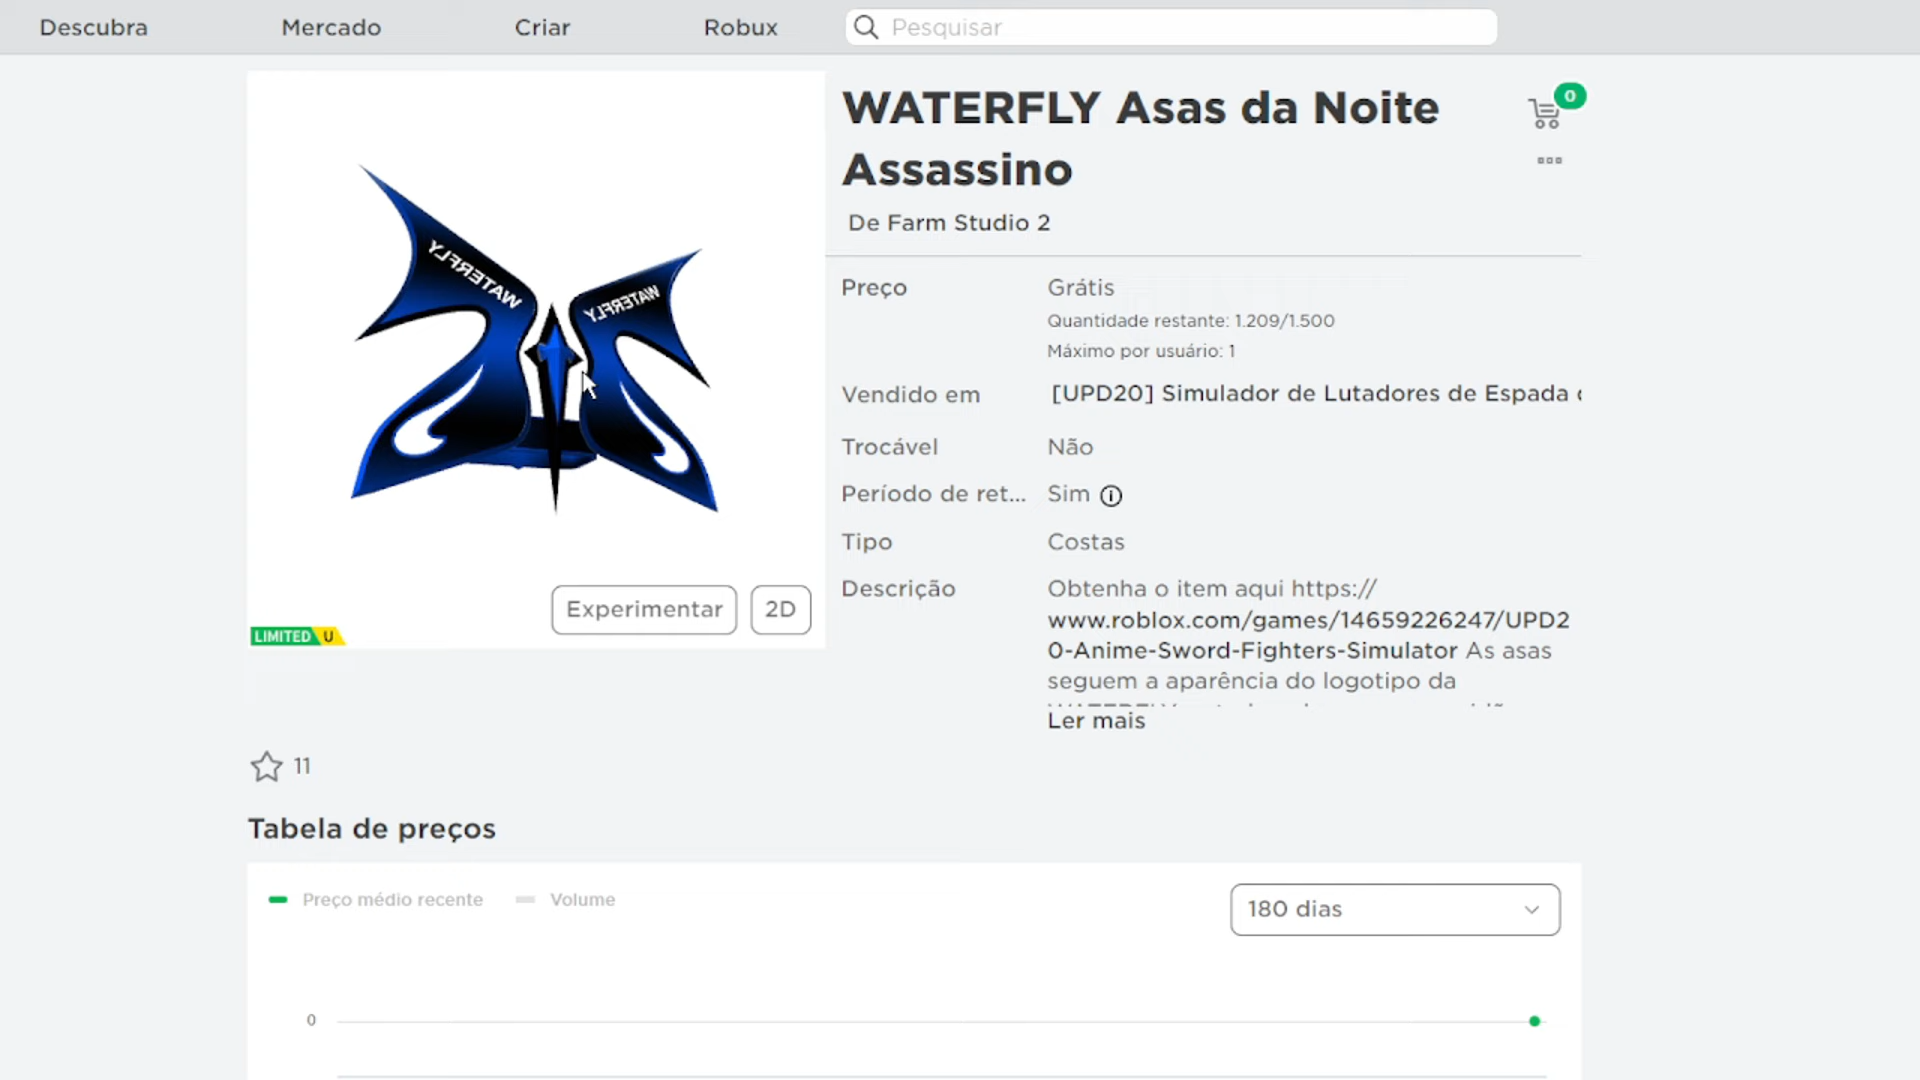 Descubra
Mercado
Criar
Robux
Pesquisar
0
WATERFLY Asas da Noite
Assassino
De Farm Studio 2
WATERFLY
WATERFLY
Preço
Grátis
Quantidade restante: 1.209/1.500
Máximo por usuário: 1
Vendido em
[UPD20] Simulador de Lutadores de Espada
Trocável
Não
Período de ret...
Sim
Tipo
Costas
Descrição
Obtenha o item aqui https://
www.roblox.com/games/14659226247/UPD2
0-Anime-Sword-Fighters-Simulator As asas
seguem a aparência do logotipo da
Ler mais
Experimentar
2D
LIMITED U
11
Tabela de preços
Preço médio recente
Volume
180 dias
0